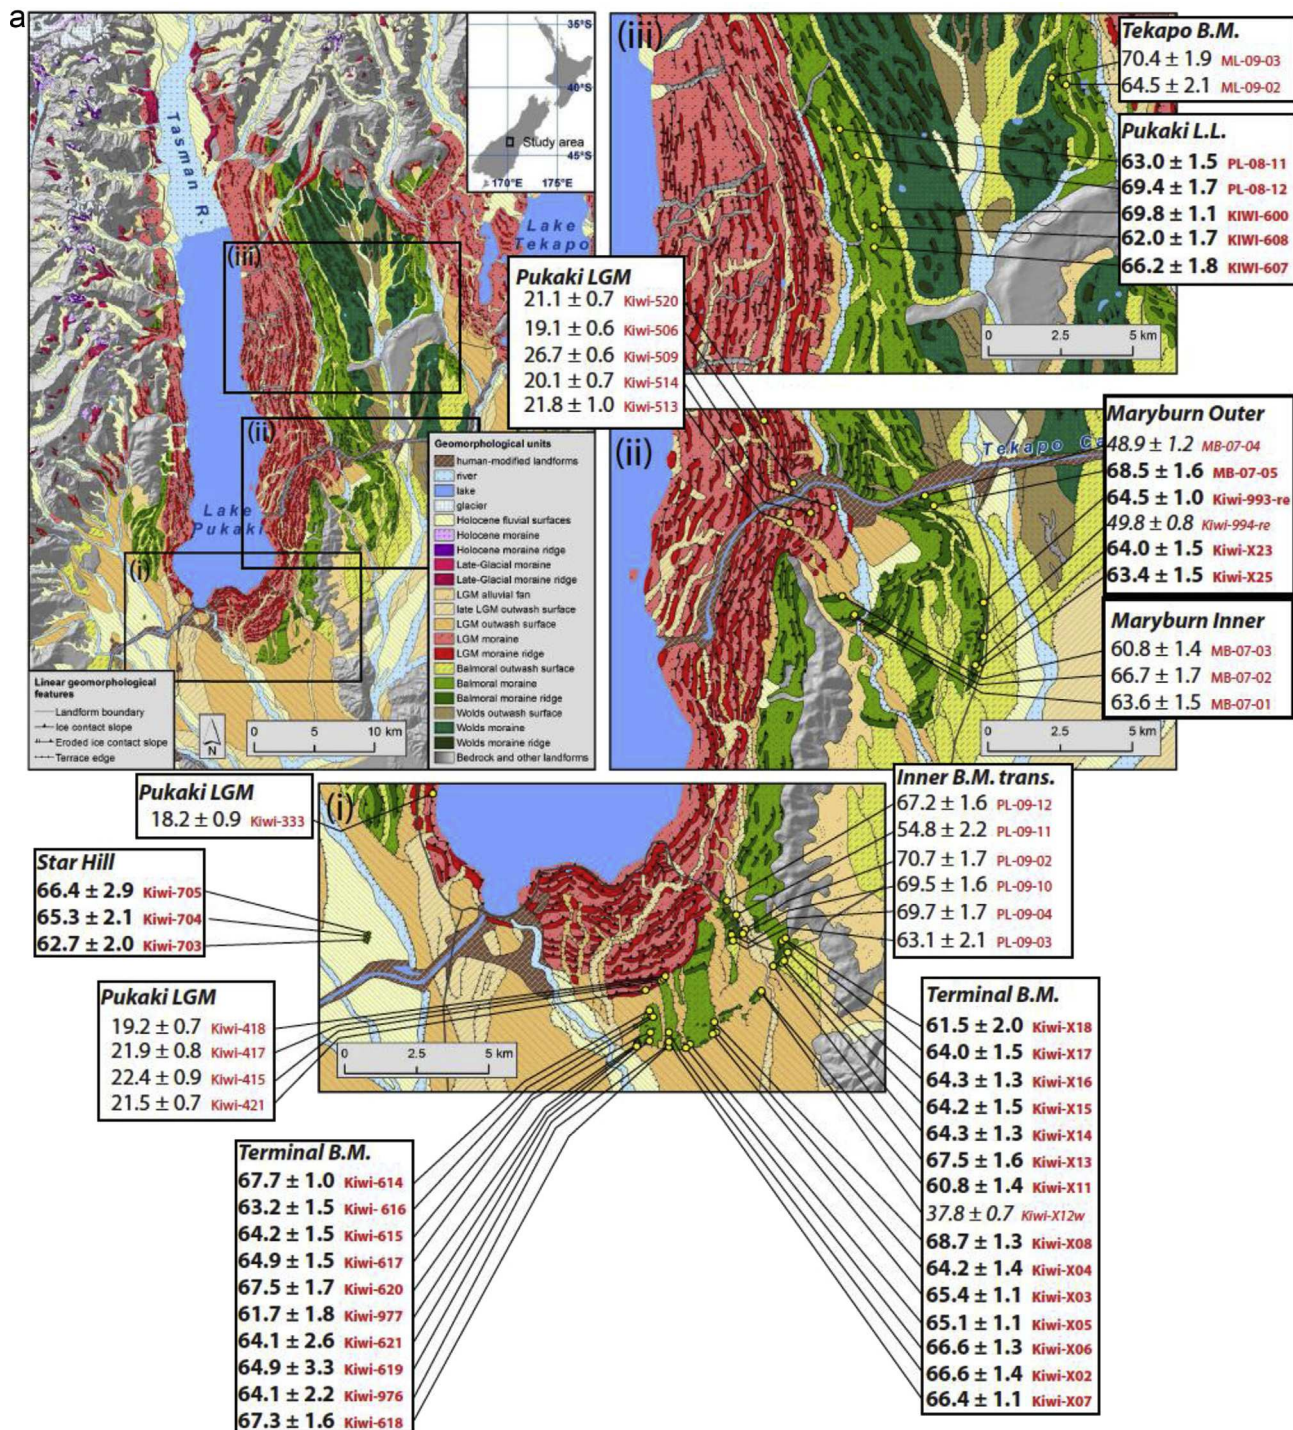 a
35°S
40°S
45°S
170°E 175°E
Study area
Tasman R.
Lake
Tekapo
(iii)
(ii)
(i)
Lake
Pukaki
Geomorphological units
human-modified landforms
river
lake
glacier
Holocene fluvial surfaces
Holocene moraine
Holocene moraine ridge
Late-Glacial moraine
Late-Glacial moraine ridge
LGM alluvial fan
late LGM outwash surface
LGM outwash surface
LGM moraine
LGM moraine ridge
Balmoral outwash surface
Balmoral moraine
Balmoral moraine ridge
Wolds outwash surface
Wolds moraine
Wolds moraine ridge
Bedrock and other landforms
Linear geomorphological
features
Landform boundary
Ice contact slope
Eroded ice contact slope
Terrace edge
N
0 5 10 km
(iii)
0 5 km
Tekapo B.M.
70.4 ± 1.9 ML-09-03
64.5 ± 2.1 ML-09-02
Pukaki L.L.
63.0 ± 1.5 PL-08-11
69.4 ± 1.7 PL-08-12
69.8 ± 1.1 KIWI-600
62.0 ± 1.7 KIWI-608
66.2 ± 1.8 KIWI-607
Pukaki LGM
21.1 ± 0.7 Kiwi-520
19.1 ± 0.6 Kiwi-506
26.7 ± 0.6 Kiwi-509
20.1 ± 0.7 Kiwi-514
21.8 ± 1.0 Kiwi-513
(ii)
Tekapo
0 5 km
Maryburn Outer
48.9 ± 1.2 MB-07-04
68.5 ± 1.6 MB-07-05
64.5 ± 1.0 Kiwi-993-re
49.8 ± 0.8 Kiwi-994-re
64.0 ± 1.5 Kiwi-X23
63.4 ± 1.5 Kiwi-X25
Maryburn Inner
60.8 ± 1.4 MB-07-03
66.7 ± 1.7 MB-07-02
63.6 ± 1.5 MB-07-01
Pukaki LGM
18.2 ± 0.9 Kiwi-333
Star Hill
66.4 ± 2.9 Kiwi-705
65.3 ± 2.1 Kiwi-704
62.7 ± 2.0 Kiwi-703
(i)
0 5 km
Inner B.M. trans.
67.2 ± 1.6 PL-09-12
54.8 ± 2.2 PL-09-11
70.7 ± 1.7 PL-09-02
69.5 ± 1.6 PL-09-10
69.7 ± 1.7 PL-09-04
63.1 ± 2.1 PL-09-03
Pukaki LGM
19.2 ± 0.7 Kiwi-418
21.9 ± 0.8 Kiwi-417
22.4 ± 0.9 Kiwi-415
21.5 ± 0.7 Kiwi-421
Terminal B.M.
67.7 ± 1.0 Kiwi-614
63.2 ± 1.5 Kiwi- 616
64.2 ± 1.5 Kiwi-615
64.9 ± 1.5 Kiwi-617
67.5 ± 1.7 Kiwi-620
61.7 ± 1.8 Kiwi-977
64.1 ± 2.6 Kiwi-621
64.9 ± 3.3 Kiwi-619
64.1 ± 2.2 Kiwi-976
67.3 ± 1.6 Kiwi-618
Terminal B.M.
61.5 ± 2.0 Kiwi-X18
64.0 ± 1.5 Kiwi-X17
64.3 ± 1.3 Kiwi-X16
64.2 ± 1.5 Kiwi-X15
64.3 ± 1.3 Kiwi-X14
67.5 ± 1.6 Kiwi-X13
60.8 ± 1.4 Kiwi-X11
37.8 ± 0.7 Kiwi-X12w
68.7 ± 1.3 Kiwi-X08
64.2 ± 1.4 Kiwi-X04
65.4 ± 1.1 Kiwi-X03
65.1 ± 1.1 Kiwi-X05
66.6 ± 1.3 Kiwi-X06
66.6 ± 1.4 Kiwi-X02
66.4 ± 1.1 Kiwi-X07